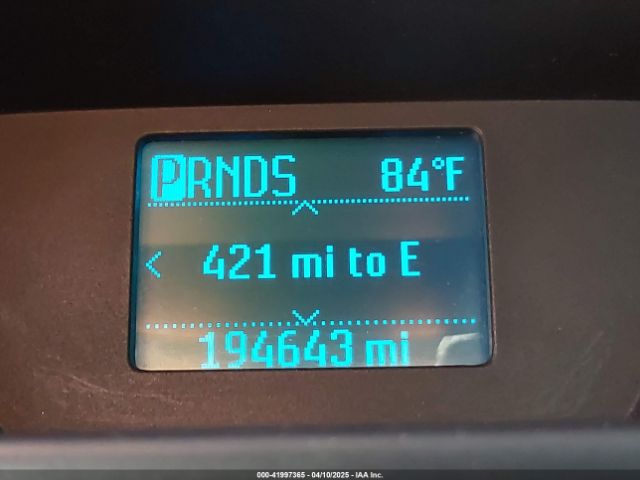 PRNDS 84°F
421 mi to E
194643 mi
000-41997365 - 04/10/2025 - IAA Inc.